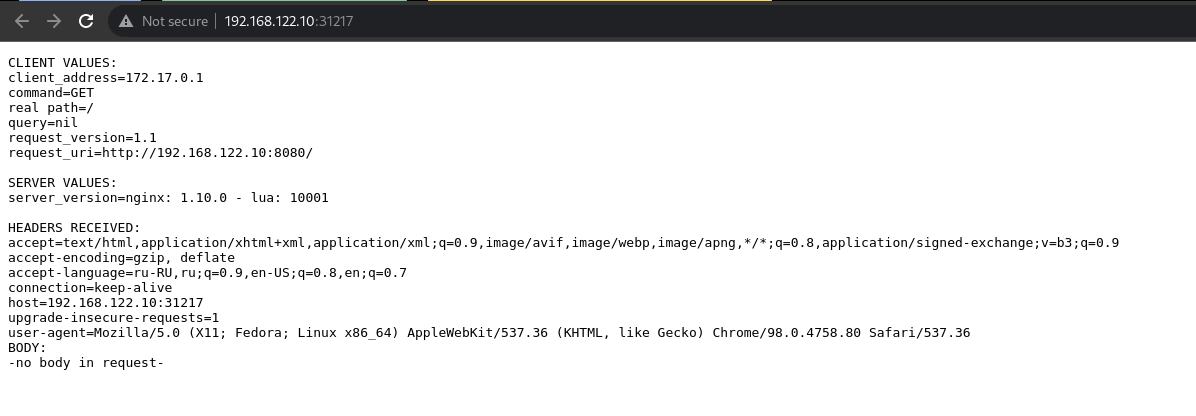 Not secure 192.168.122.10:31217
CLIENT VALUES:
client_address=172.17.0.1
command=GET
real path=/
query=nil
request_version=1.1
request_uri=http://192.168.122.10:8080/
SERVER VALUES:
server_version=nginx: 1.10.0 - lua: 10001
HEADERS RECEIVED:
accept=text/html,application/xhtml+xml,application/xml;q=0.9,image/avif,image/webp,image/apng,*/*;q=0.8,application/signed-exchange;v=b3;q=0.9
accept-encoding=gzip, deflate
accept-language=ru-RU,ru;q=0.9,en-US;q=0.8,en;q=0.7
connection=keep-alive
host=192.168.122.10:31217
upgrade-insecure-requests=1
user-agent=Mozilla/5.0 (X11; Fedora; Linux x86_64) AppleWebKit/537.36 (KHTML, like Gecko) Chrome/98.0.4758.80 Safari/537.36
BODY:
-no body in request-